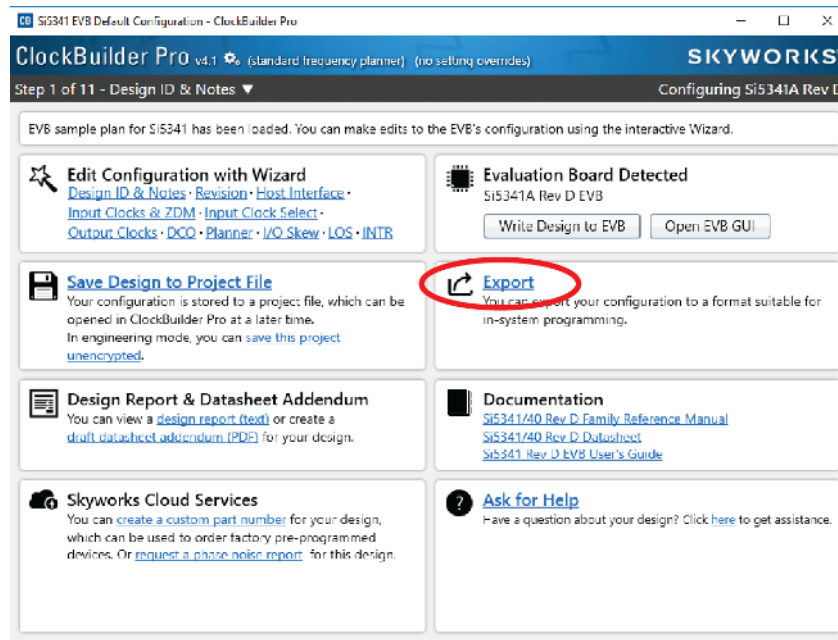 CB Si5341 EVB Default Configuration - ClockBuilder Pro
ClockBuilder Pro v4.1 (standard frequency planner) (no setting overrides)
SKYWORKS
Step 1 of 11 - Design ID & Notes ▼
Configuring Si5341A Rev D
EVB sample plan for Si5341 has been loaded. You can make edits to the EVB's configuration using the interactive Wizard.
Edit Configuration with Wizard
Design ID & Notes · Revision · Host Interface ·
Input Clocks & ZDM · Input Clock Select ·
Output Clocks · DCO · Planner · I/O Skew · LOS · INTR
Evaluation Board Detected
Si5341A Rev D EVB
Write Design to EVB
Open EVB GUI
Save Design to Project File
Your configuration is stored to a project file, which can be
opened in ClockBuilder Pro at a later time.
In engineering mode, you can save this project
unencrypted.
Export
You can export your configuration to a format suitable for
in-system programming.
Design Report & Datasheet Addendum
You can view a design report (text) or create a
draft datasheet addendum (PDF) for your design.
Documentation
Si5341/40 Rev D Family Reference Manual
Si5341/40 Rev D Datasheet
Si5341 Rev D EVB User's Guide
Skyworks Cloud Services
You can create a custom part number for your design,
which can be used to order factory pre-programmed
devices. Or request a phase noise report for this design.
? Ask for Help
Have a question about your design? Click here to get assistance.